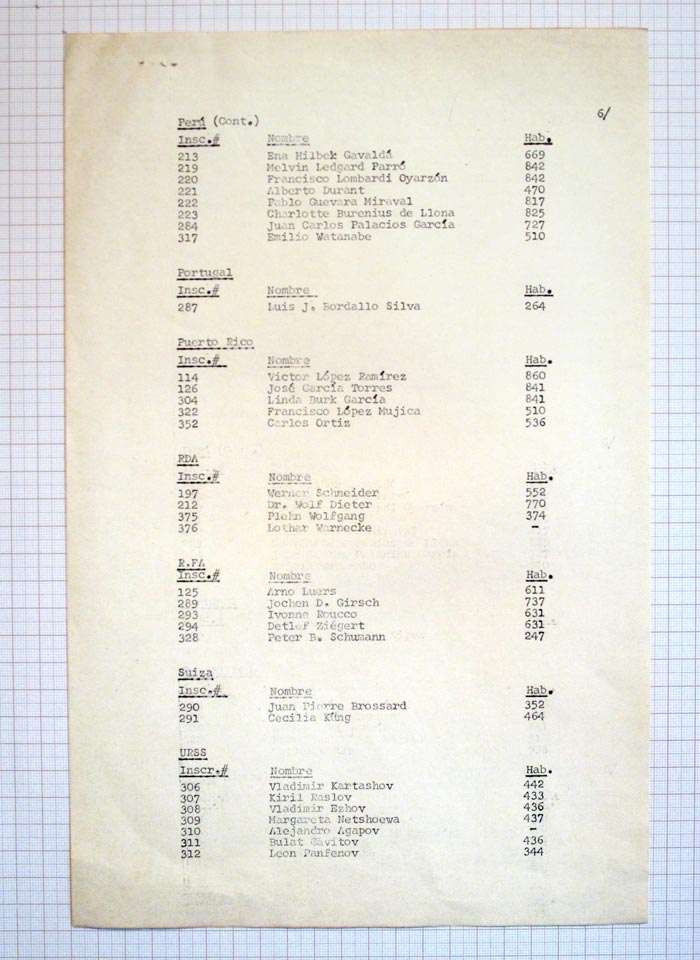 6/
Perú (Cont.)
Insc.# Nombre Hab.
213 Ena Hilbek Gavaldá 669
219 Melvin Ledgard Parró 842
220 Francisco Lombardi Oyarzón 842
221 Alberto Durant 470
222 Pablo Guevara Miraval 817
223 Charlotte Burenius de Llona 825
284 Juan Carlos Palacios García 727
317 Emilio Watanabe 510
Portugal
Insc.# Nombre Hab.
287 Luis J. Bordallo Silva 264
Puerto Rico
Insc.# Nombre Hab.
114 Victor López Ramírez 860
126 José García Torres 841
304 Linda Burk García 841
322 Francisco López Mujica 510
352 Carlos Ortiz 536
RDA
Insc.# Nombre Hab.
197 Werner Schneider 552
212 Dr. Wolf Dieter 770
375 Plehn Wolfgang 374
376 Lothar Warnecke -
R.FA
Insc.# Nombre Hab.
125 Arno Luers 611
289 Jochen D. Girsch 737
293 Ivonne Roucco 631
294 Detlef Ziégert 631
328 Peter B. Schumann 247
Suiza
Insc.# Nombre Hab.
290 Juan Pierre Brossard 352
291 Cecilia Küng 464
URSS
Inscr.# Nombre Hab.
306 Vladimir Kartashov 442
307 Kiril Raslov 433
308 Vladimir Ezhov 436
309 Margareta Netshoewa 437
310 Alejandro Agapov -
311 Bulat Gavitov 436
312 Leon Panfenov 344